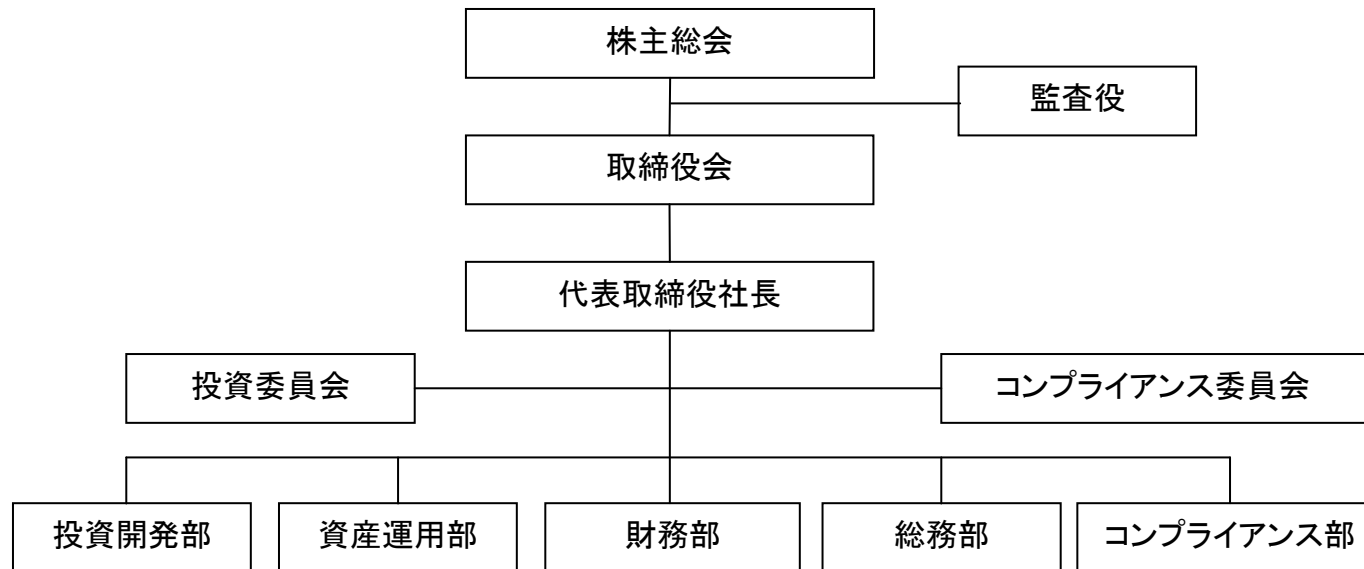 株主総会
監査役
取締役会
代表取締役社長
投資委員会
コンプライアンス委員会
投資開発部
資産運用部
財務部
総務部
コンプライアンス部